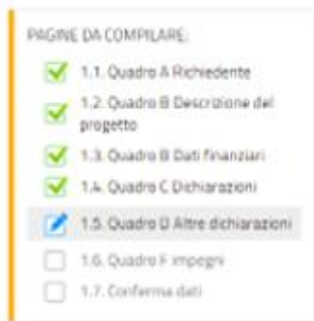 PAGINE DA COMPILARE:
1.1. Quadro A Richiedente
1.2. Quadro B Descrizione del
progetto
1.3. Quadro B Dati finanziari
1.4. Quadro C Dichiarazioni
1.5. Quadro D Altre dichiarazioni
1.6. Quadro F impegni
1.7. Conferma dati